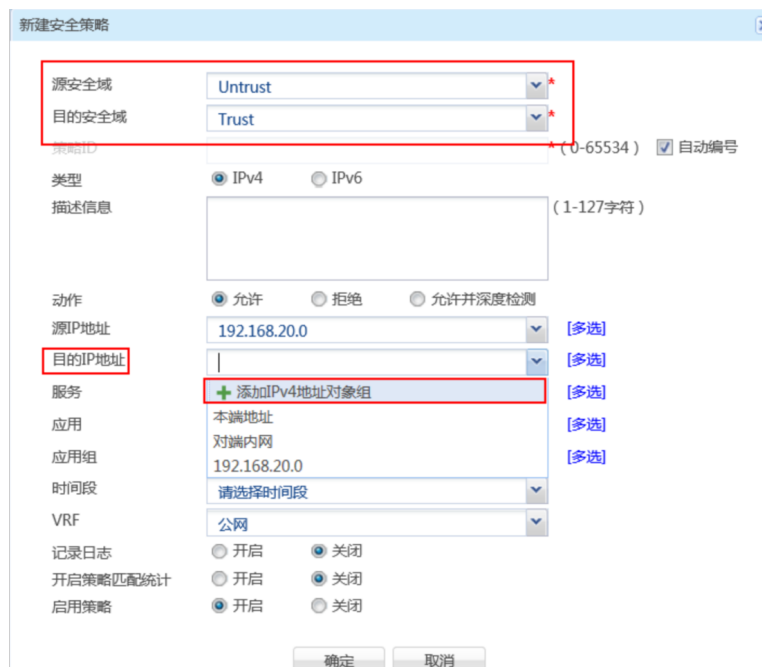 新建安全策略
源安全域 Untrust *
目的安全域 Trust *
策略ID * (0-65534) 自动编号
类型 IPv4 IPv6
描述信息 (1-127字符)
动作 允许 拒绝 允许并深度检测
源IP地址 192.168.20.0 [多选]
目的IP地址 [多选]
服务 添加IPv4地址对象组 [多选]
本端地址
应用 [多选]
对端内网
应用组 192.168.20.0 [多选]
时间段 请选择时间段
VRF 公网
记录日志 开启 关闭
开启策略匹配统计 开启 关闭
启用策略 开启 关闭
确定 取消